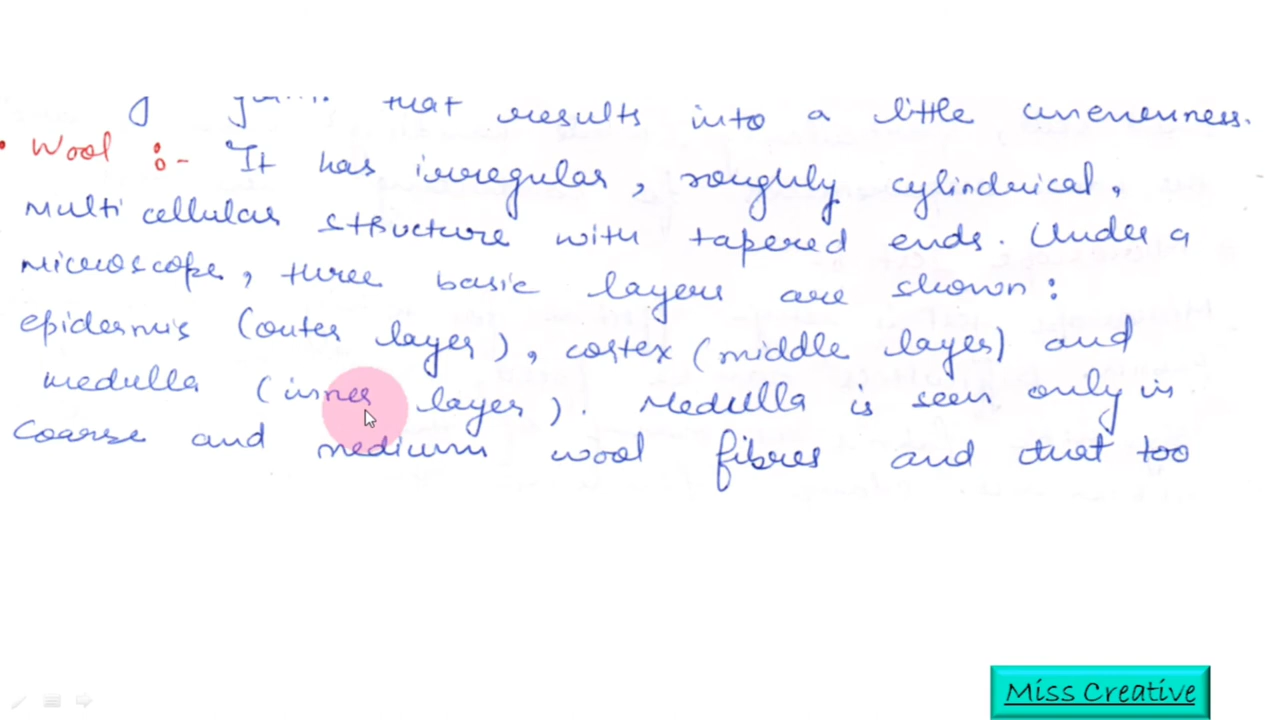 that results into a little unevenness.
• Wool :- It has irregular, roughly cylindrical,
multi cellular structure with tapered ends. Under a
microscope, three basic layers are shown:
epidermis (outer layer), cortex (middle layer) and
medulla (inner layer). Medulla is seen only in
coarse and medium wool fibres and that too
Miss Creative